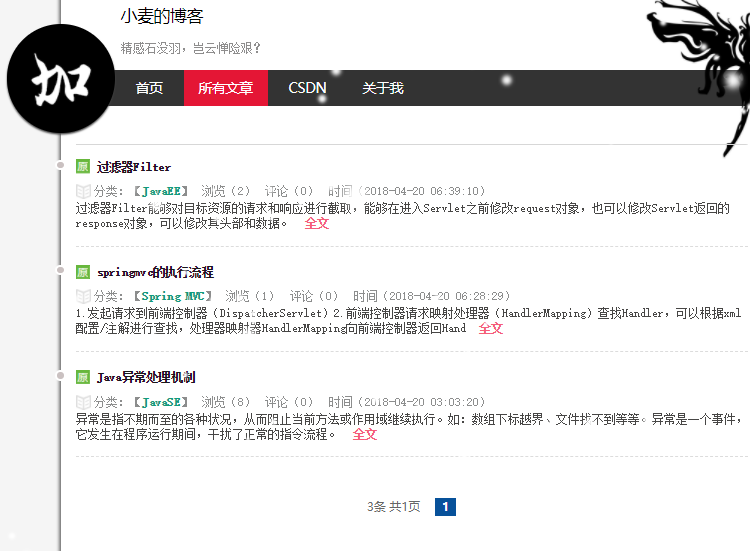 小麦的博客
精感石没羽，岂云惮险艰？
加
首页 所有文章 CSDN 关于我
原 过滤器Filter
分类：【JavaEE】 浏览（2） 评论（0） 时间（2018-04-20 06:39:10）
过滤器Filter能够对目标资源的请求和响应进行截取，能够在进入Servlet之前修改request对象，也可以修改Servlet返回的
response对象，可以修改其头部和数据。 全文
原 springmvc的执行流程
分类：【Spring MVC】 浏览（1） 评论（0） 时间（2018-04-20 06:28:29）
1.发起请求到前端控制器（DispatcherServlet）2.前端控制器请求映射处理器（HandlerMapping）查找Handler，可以根据xml
配置/注解进行查找，处理器映射器HandlerMapping向前端控制器返回Hand 全文
原 Java异常处理机制
分类：【JavaSE】 浏览（8） 评论（0） 时间（2018-04-20 03:03:20）
异常是指不期而至的各种状况，从而阻止当前方法或作用域继续执行。如：数组下标越界、文件找不到等等。异常是一个事件，
它发生在程序运行期间，干扰了正常的指令流程。 全文
3条 共1页 1